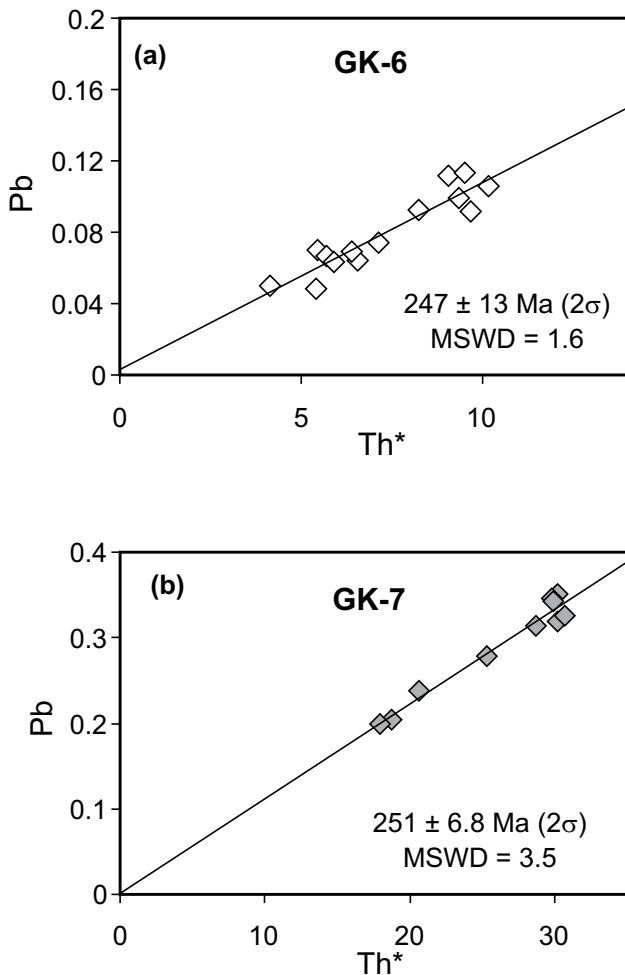 0.2
(a)
GK-6
0.16
0.12
Pb
0.08
0.04
247 ± 13 Ma (2σ)
MSWD = 1.6
0
0 5 10
Th*
0.4
(b)
GK-7
0.3
Pb
0.2
0.1
251 ± 6.8 Ma (2σ)
MSWD = 3.5
0
0 10 20 30
Th*